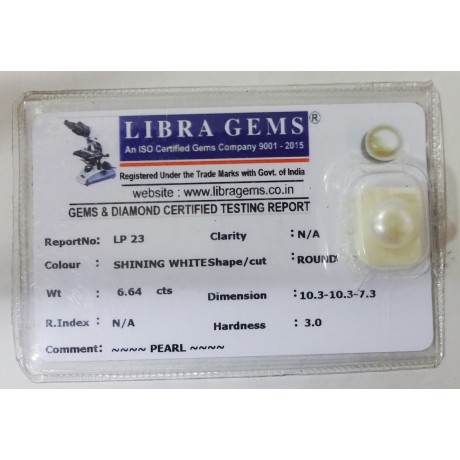 LIBRA GEMS®
An ISO Certified Gems Company 9001 - 2015
Registered Under the Trade Marks with Govt. of India
website : www.libragems.co.in
GEMS & DIAMOND CERTIFIED TESTING REPORT
ReportNo: LP 23 Clarity : N/A
Colour : SHINING WHITE Shape/cut : ROUND
Wt : 6.64 cts Dimension : 10.3-10.3-7.3
R.Index : N/A Hardness : 3.0
Comment: ~~~~ PEARL ~~~~